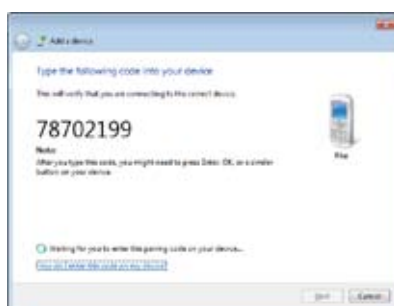 Add a device
Type the following code into your device
This will verify that you are connecting to the correct device.
78702199
Note:
After you type this code, you might need to press Enter, OK, or a similar
button on your device.
Waiting for you to enter this pairing code on your device...
How do I enter this code on my device?
Next
Cancel